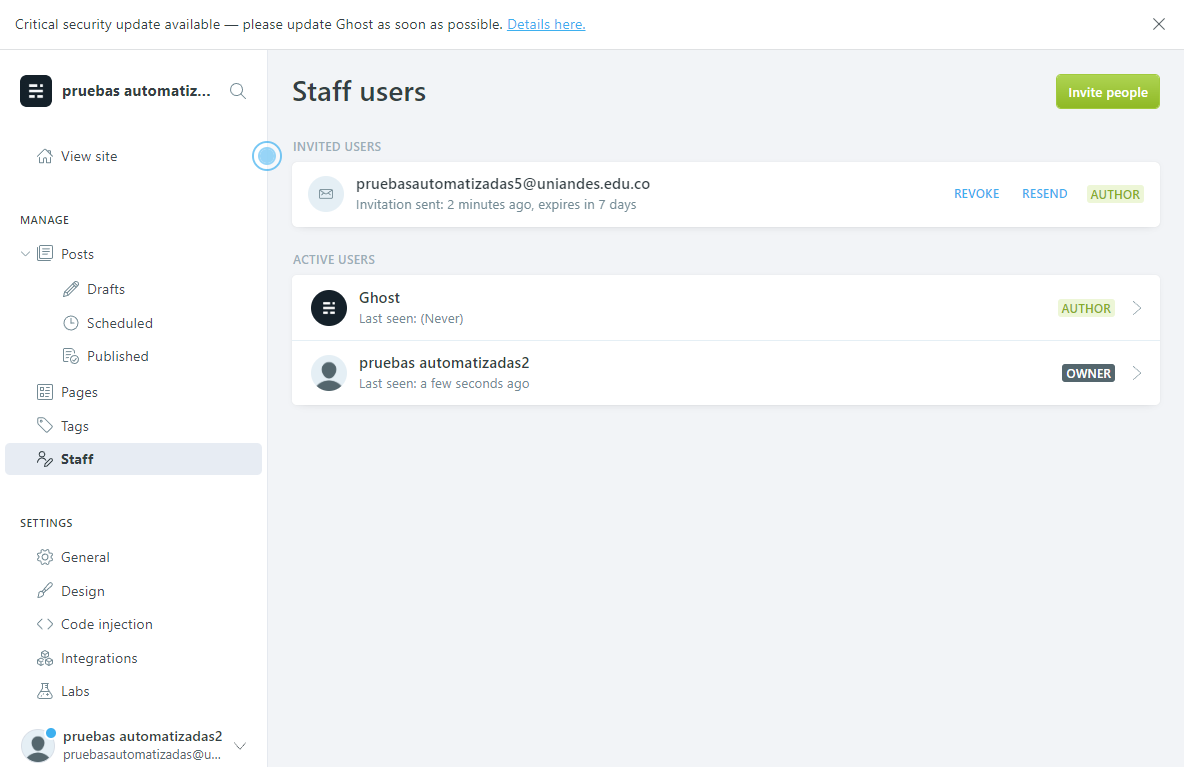 Critical security update available — please update Ghost as soon as possible. Details here.
pruebas automatiz...
View site
MANAGE
Posts
Drafts
Scheduled
Published
Pages
Tags
Staff
SETTINGS
General
Design
Code injection
Integrations
Labs
pruebas automatizadas2
pruebasautomatizadas@u...
Staff users
Invite people
INVITED USERS
pruebasautomatizadas5@uniandes.edu.co
Invitation sent: 2 minutes ago, expires in 7 days
REVOKE RESEND AUTHOR
ACTIVE USERS
Ghost
Last seen: (Never)
AUTHOR
pruebas automatizadas2
Last seen: a few seconds ago
OWNER